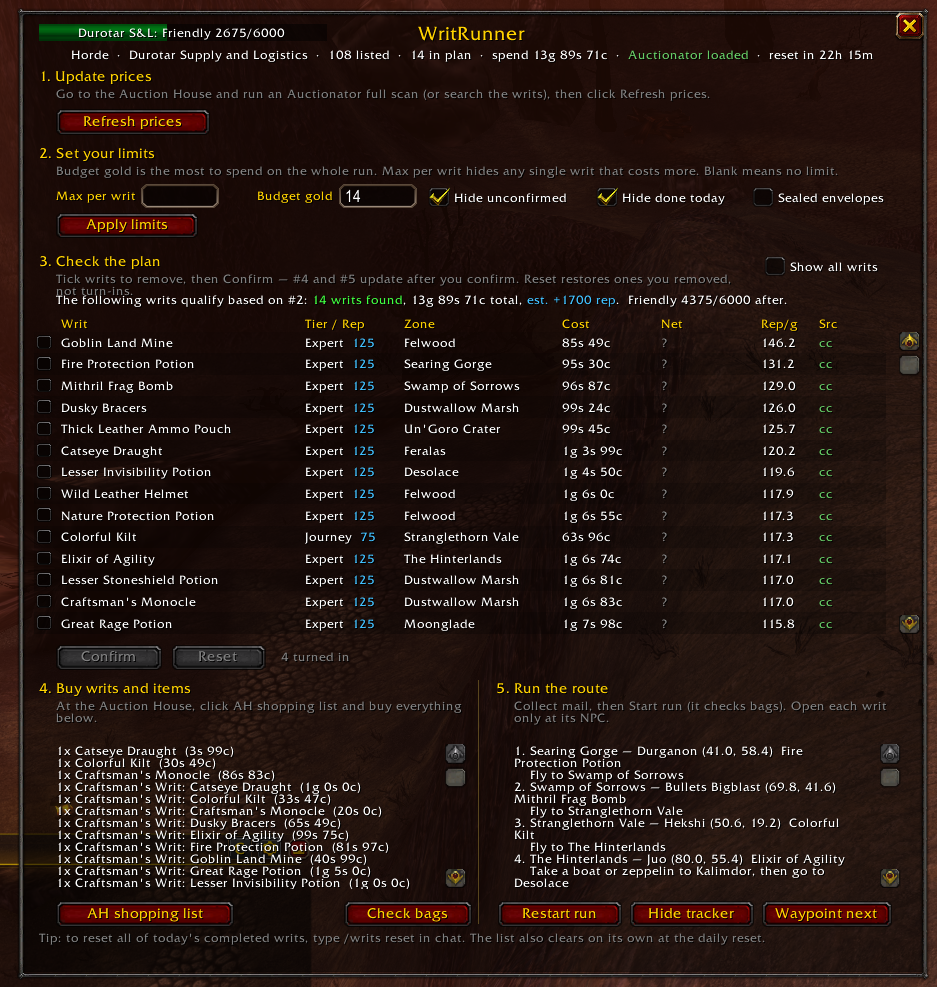 Durotar S&L: Friendly 2675/6000
WritRunner
Horde · Durotar Supply and Logistics · 108 listed · 14 in plan · spend 13g 89s 71c · Auctionator loaded · reset in 22h 15m
1. Update prices
Go to the Auction House and run an Auctionator full scan (or search the writs), then click Refresh prices.
Refresh prices
2. Set your limits
Budget gold is the most to spend on the whole run. Max per writ hides any single writ that costs more. Blank means no limit.
Max per writ Budget gold 14 Hide unconfirmed Hide done today Sealed envelopes
Apply limits
3. Check the plan
Show all writs
Tick writs to remove, then Confirm — #4 and #5 update after you confirm. Reset restores ones you removed,
not turn-ins.
The following writs qualify based on #2: 14 writs found, 13g 89s 71c total, est. +1700 rep. Friendly 4375/6000 after.
Writ Tier / Rep Zone Cost Net Rep/g Src
Goblin Land Mine Expert 125 Felwood 85s 49c ? 146.2 cc
Fire Protection Potion Expert 125 Searing Gorge 95s 30c ? 131.2 cc
Mithril Frag Bomb Expert 125 Swamp of Sorrows 96s 87c ? 129.0 cc
Dusky Bracers Expert 125 Dustwallow Marsh 99s 24c ? 126.0 cc
Thick Leather Ammo Pouch Expert 125 Un'Goro Crater 99s 45c ? 125.7 cc
Catseye Draught Expert 125 Feralas 1g 3s 99c ? 120.2 cc
Lesser Invisibility Potion Expert 125 Desolace 1g 4s 50c ? 119.6 cc
Wild Leather Helmet Expert 125 Felwood 1g 6s 0c ? 117.9 cc
Nature Protection Potion Expert 125 Felwood 1g 6s 55c ? 117.3 cc
Colorful Kilt Journey 75 Stranglethorn Vale 63s 96c ? 117.3 cc
Elixir of Agility Expert 125 The Hinterlands 1g 6s 74c ? 117.1 cc
Lesser Stoneshield Potion Expert 125 Dustwallow Marsh 1g 6s 81c ? 117.0 cc
Craftsman's Monocle Expert 125 Dustwallow Marsh 1g 6s 83c ? 117.0 cc
Great Rage Potion Expert 125 Moonglade 1g 7s 98c ? 115.8 cc
Confirm Reset 4 turned in
4. Buy writs and items
At the Auction House, click AH shopping list and buy everything
below.
1x Catseye Draught (3s 99c)
1x Colorful Kilt (30s 49c)
1x Craftsman's Monocle (86s 83c)
1x Craftsman's Writ: Catseye Draught (1g 0s 0c)
1x Craftsman's Writ: Colorful Kilt (33s 47c)
1x Craftsman's Writ: Craftsman's Monocle (20s 0c)
1x Craftsman's Writ: Dusky Bracers (65s 49c)
1x Craftsman's Writ: Elixir of Agility (99s 75c)
1x Craftsman's Writ: Fire Protection Potion (81s 97c)
1x Craftsman's Writ: Goblin Land Mine (40s 99c)
1x Craftsman's Writ: Great Rage Potion (1g 5s 0c)
1x Craftsman's Writ: Lesser Invisibility Potion (1g 0s 0c)
AH shopping list Check bags
5. Run the route
Collect mail, then Start run (it checks bags). Open each writ
only at its NPC.
1. Searing Gorge — Durganon (41.0, 58.4) Fire
Protection Potion
Fly to Swamp of Sorrows
2. Swamp of Sorrows — Bullets Bigblast (69.8, 41.6)
Mithril Frag Bomb
Fly to Stranglethorn Vale
3. Stranglethorn Vale — Hekshi (50.6, 19.2) Colorful
Kilt
Fly to The Hinterlands
4. The Hinterlands — Juo (80.0, 55.4) Elixir of Agility
Take a boat or zeppelin to Kalimdor, then go to
Desolace
Restart run Hide tracker Waypoint next
Tip: to reset all of today's completed writs, type /writs reset in chat. The list also clears on its own at the daily reset.